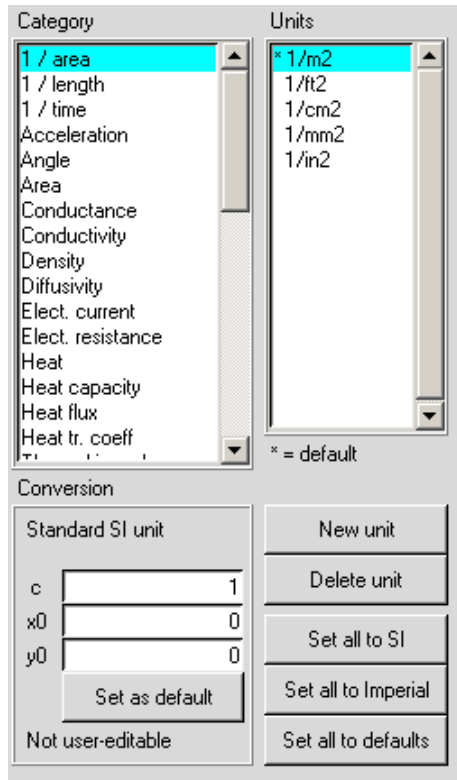 Category
1 / area
1 / length
1 / time
Acceleration
Angle
Area
Conductance
Conductivity
Density
Diffusivity
Elect. current
Elect. resistance
Heat
Heat capacity
Heat flux
Heat tr. coeff
Units
* 1/m2
1/ft2
1/cm2
1/mm2
1/in2
* = default
Conversion
Standard SI unit
c 1
x0 0
y0 0
Set as default
Not user-editable
New unit
Delete unit
Set all to SI
Set all to Imperial
Set all to defaults